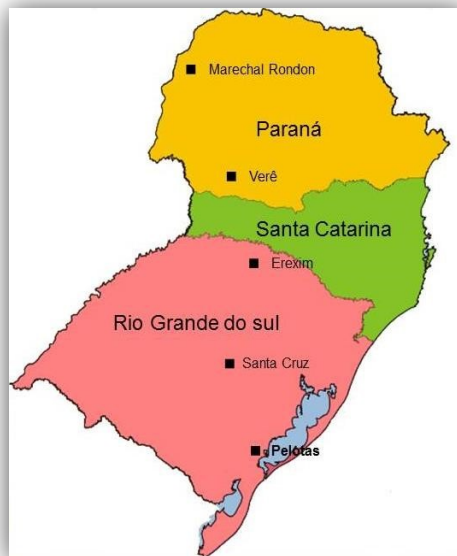 Marechal Rondon
Paraná
Verê
Santa Catarina
Erexim
Rio Grande do sul
Santa Cruz
Pelotas